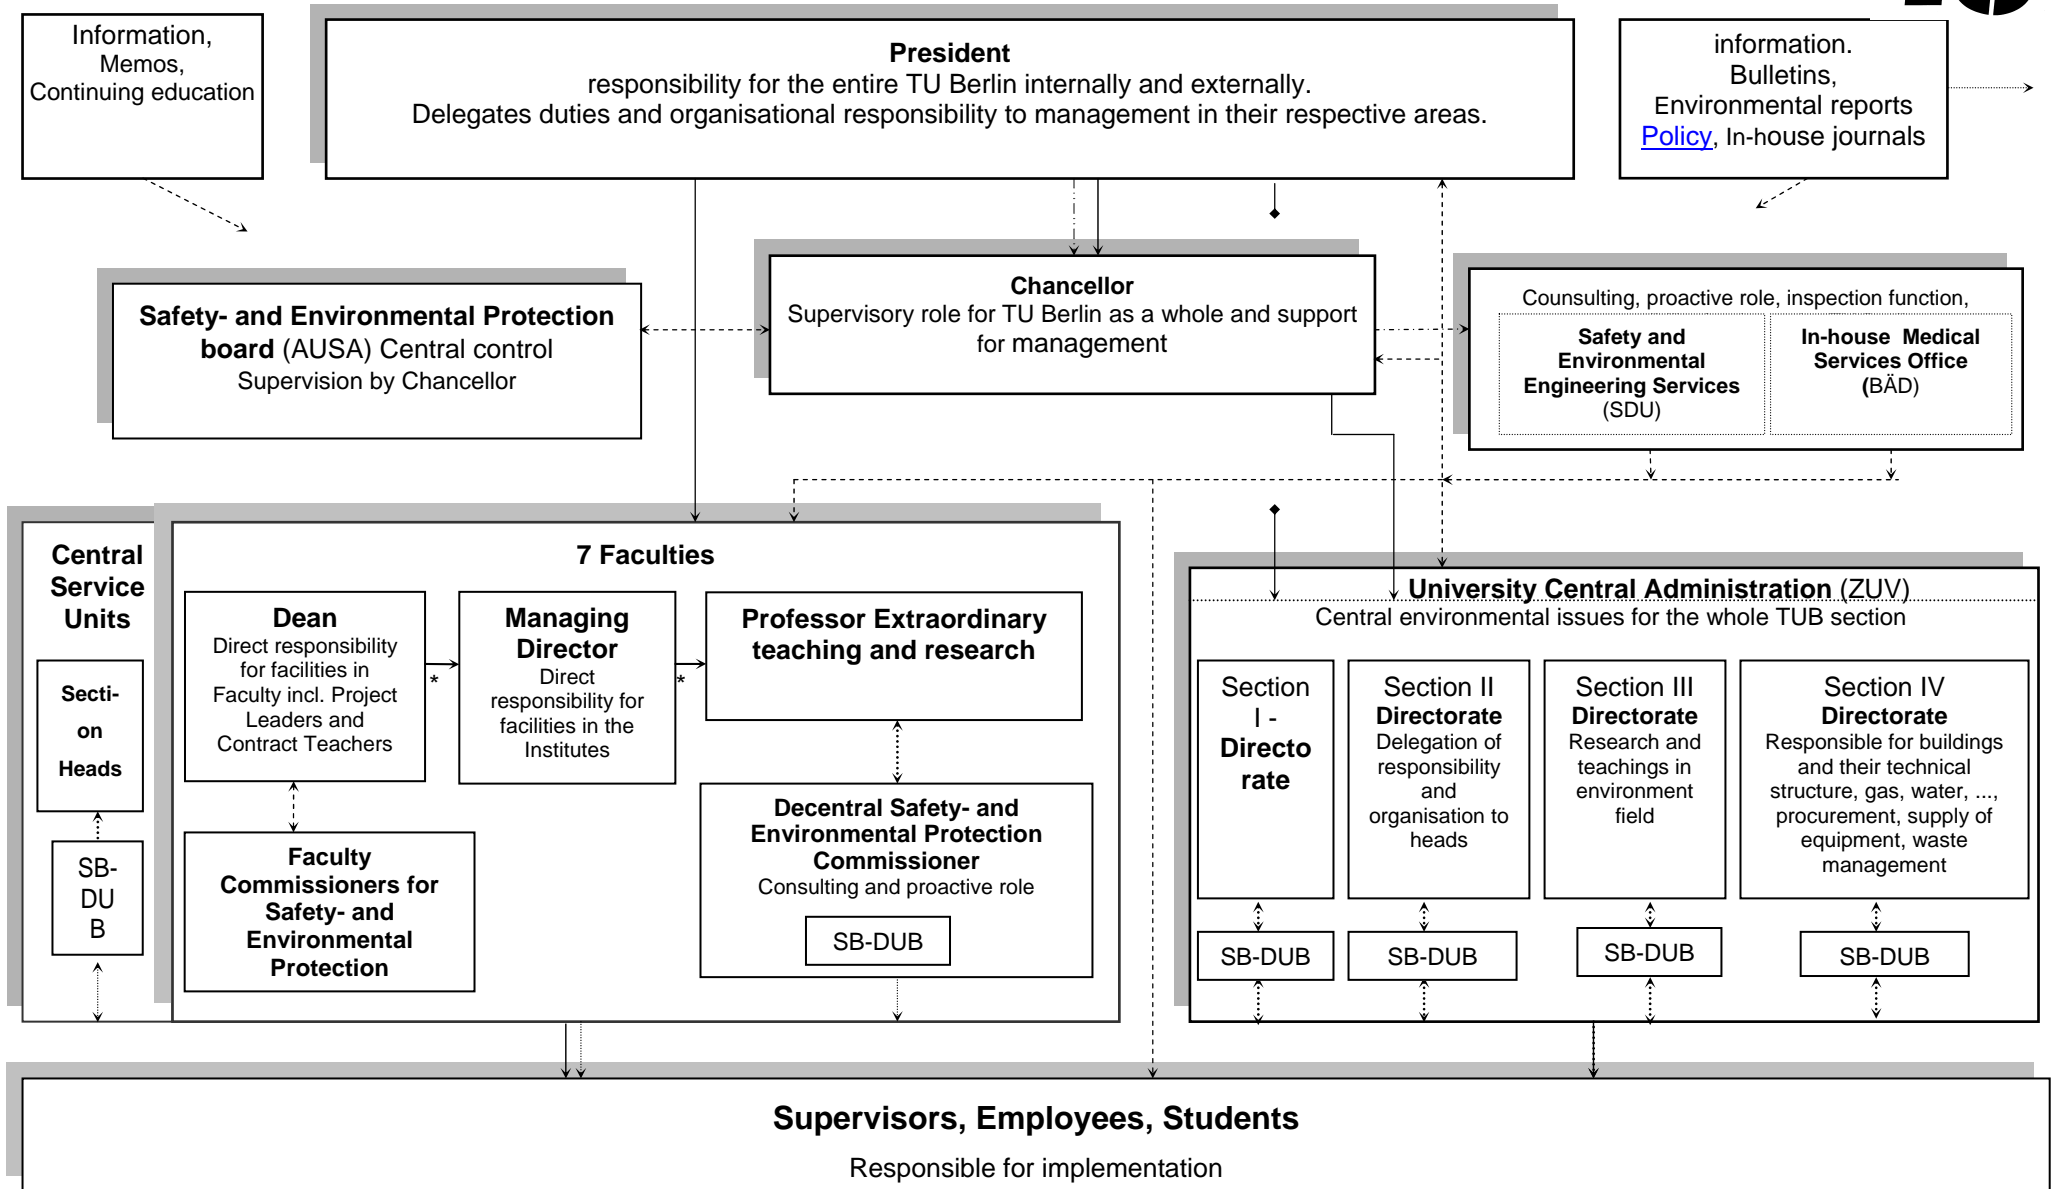 Information,
Memos,
Continuing education
President
responsibility for the entire TU Berlin internally and externally.
Delegates duties and organisational responsibility to management in their respective areas.
information.
Bulletins,
Environmental reports
Policy, In-house journals
Safety- and Environmental Protection
board (AUSA) Central control
Supervision by Chancellor
Chancellor
Supervisory role for TU Berlin as a whole and support
for management
Counsulting, proactive role, inspection function,
Safety and
Environmental
Engineering Services
(SDU)
In-house Medical
Services Office
(BÄD)
Central
Service
Units
Secti-
on
Heads
SB-
DU
B
7 Faculties
Dean
Direct responsibility
for facilities in
Faculty incl. Project
Leaders and
Contract Teachers
*
Managing
Director
Direct
responsibility for
facilities in the
Institutes
*
Professor Extraordinary
teaching and research
Faculty
Commissioners for
Safety- and
Environmental
Protection
Decentral Safety- and
Environmental Protection
Commissioner
Consulting and proactive role
SB-DUB
University Central Administration (ZUV)
Central environmental issues for the whole TUB section
Section
I -
Directo
rate
Section II
Directorate
Delegation of
responsibility
and
organisation to
heads
Section III
Directorate
Research and
teachings in
environment
field
Section IV
Directorate
Responsible for buildings
and their technical
structure, gas, water, ...,
procurement, supply of
equipment, waste
management
SB-DUB
SB-DUB
SB-DUB
SB-DUB
Supervisors, Employees, Students
Responsible for implementation